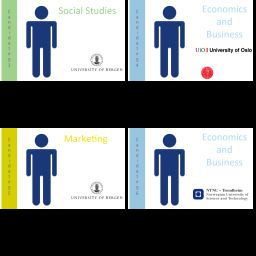 Social Studies
UNIVERSITY OF BERGEN
Economics
and
Business
UiO University of Oslo
Marketing
UNIVERSITY OF BERGEN
Economics
and
Business
NTNU – Trondheim
Norwegian University of
Science and Technology